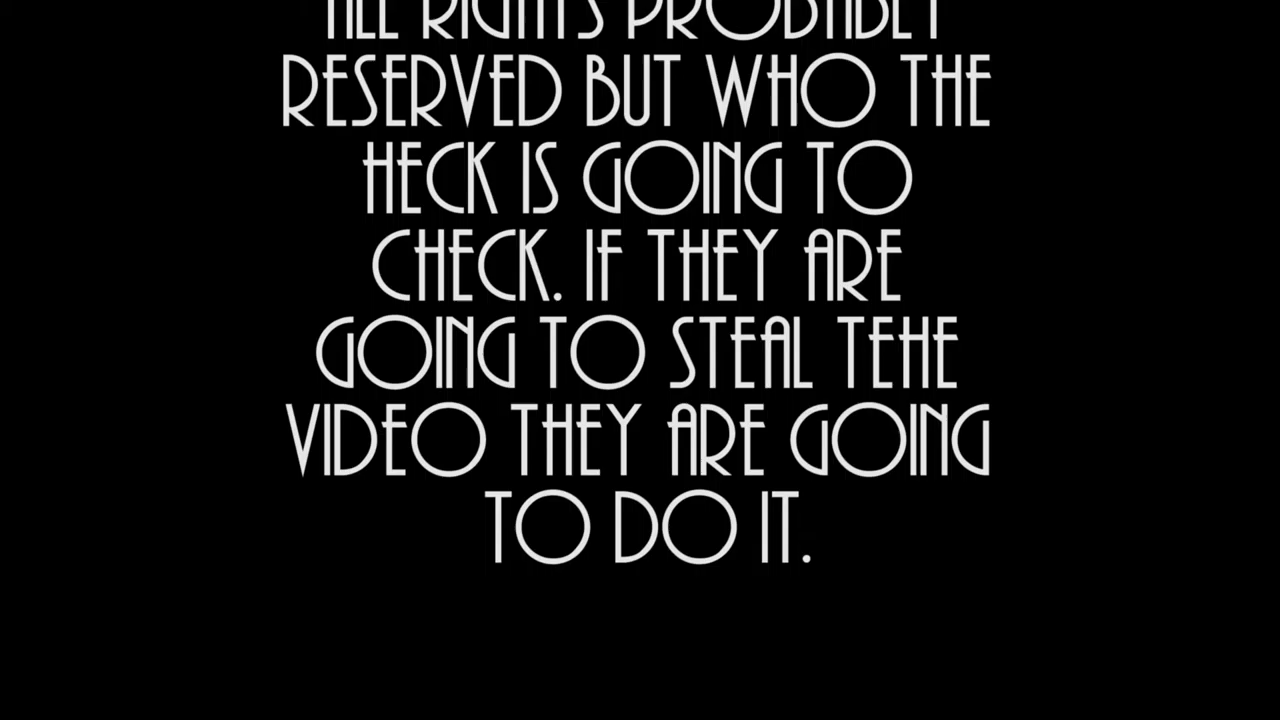 ALL RIGHTS PROBABLY
RESERVED BUT WHO THE
HECK IS GOING TO
CHECK. IF THEY ARE
GOING TO STEAL TEHE
VIDEO THEY ARE GOING
TO DO IT.